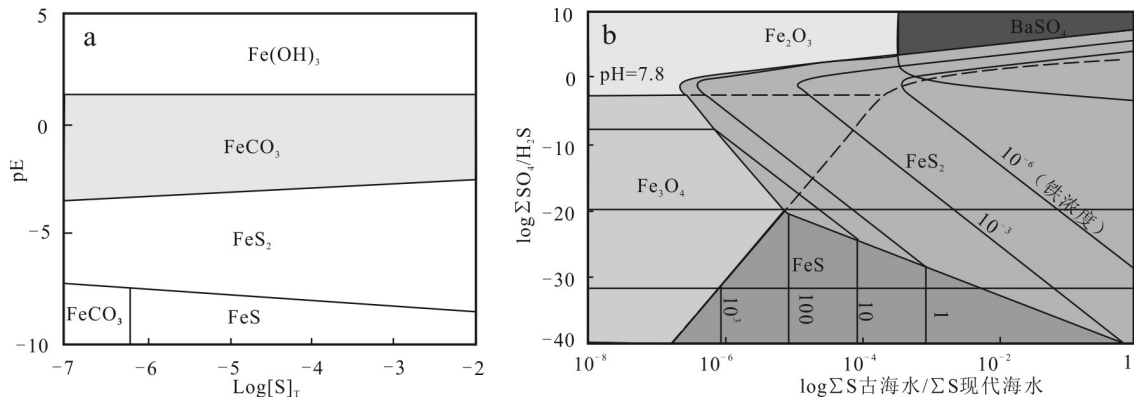 a
5
0
−5
−10
pE
Fe(OH)₃
FeCO₃
FeS₂
FeCO₃
FeS
−7
−6
−5
−4
−3
−2
Log[S]T
b
10
0
−10
−20
−30
−40
log∑SO₄/H₂S
Fe₂O₃
BaSO₄
pH=7.8
FeS₂
10⁻⁶（铁浓度）
10⁻³
Fe₃O₄
FeS
10³
100
10
1
10⁻⁸
10⁻⁶
10⁻⁴
10⁻²
1
log∑S古海水/∑S现代海水